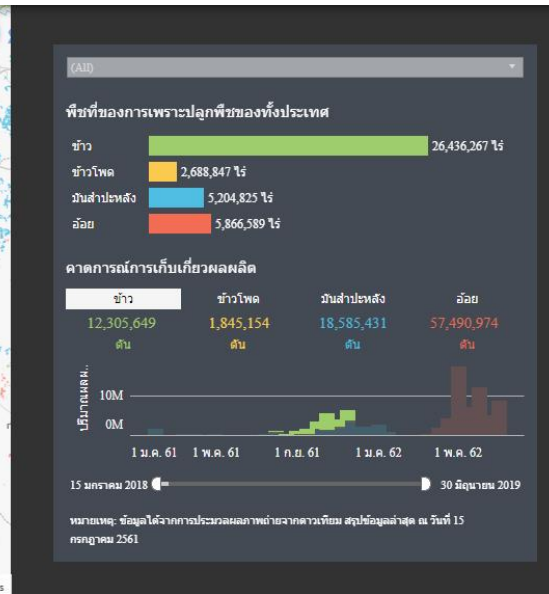 (All)
พืชที่ของการเพราะปลูกพืชของทั้งประเทศ
ข้าว 26,436,267 ไร่
ข้าวโพด 2,688,847 ไร่
มันสำปะหลัง 5,204,825 ไร่
อ้อย 5,866,589 ไร่
คาดการณ์การเก็บเกี่ยวผลผลิต
ข้าว ข้าวโพด มันสำปะหลัง อ้อย
12,305,649 1,845,154 18,585,431 57,490,974
ตัน ตัน ตัน ตัน
ปริมาณผลผ..
10M
0M
1 ม.ค. 61 1 พ.ค. 61 1 ก.ย. 61 1 ม.ค. 62 1 พ.ค. 62
15 มกราคม 2018 30 มิถุนายน 2019
หมายเหตุ: ข้อมูลได้จากการประมวลผลภาพถ่ายจากดาวเทียม สรุปข้อมูลล่าสุด ณ วันที่ 15
กรกฎาคม 2561